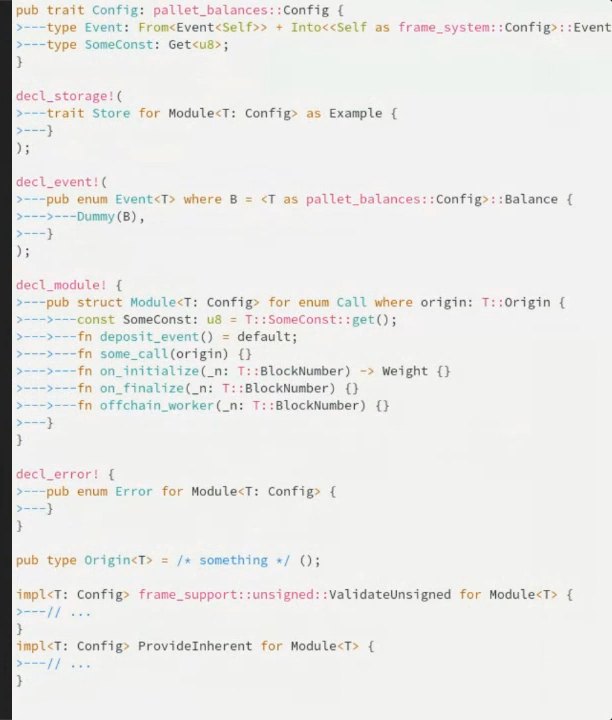 pub trait Config: pallet_balances::Config {
>---type Event: From<Event<Self>> + Into<<Self as frame_system::Config>::Event
>---type SomeConst: Get<u8>;
}

decl_storage!(
>---trait Store for Module<T: Config> as Example {
>---}
);

decl_event!(
>---pub enum Event<T> where B = <T as pallet_balances::Config>::Balance {
>--->---Dummy(B),
>---}
);

decl_module! {
>---pub struct Module<T: Config> for enum Call where origin: T::Origin {
>--->---const SomeConst: u8 = T::SomeConst::get();
>--->---fn deposit_event() = default;
>--->---fn some_call(origin) {}
>--->---fn on_initialize(_n: T::BlockNumber) -> Weight {}
>--->---fn on_finalize(_n: T::BlockNumber) {}
>--->---fn offchain_worker(_n: T::BlockNumber) {}
>---}
}

decl_error! {
>---pub enum Error for Module<T: Config> {
>---}
}

pub type Origin<T> = /* something */ ();

impl<T: Config> frame_support::unsigned::ValidateUnsigned for Module<T> {
>---// ...
}
impl<T: Config> ProvideInherent for Module<T> {
>---// ...
}